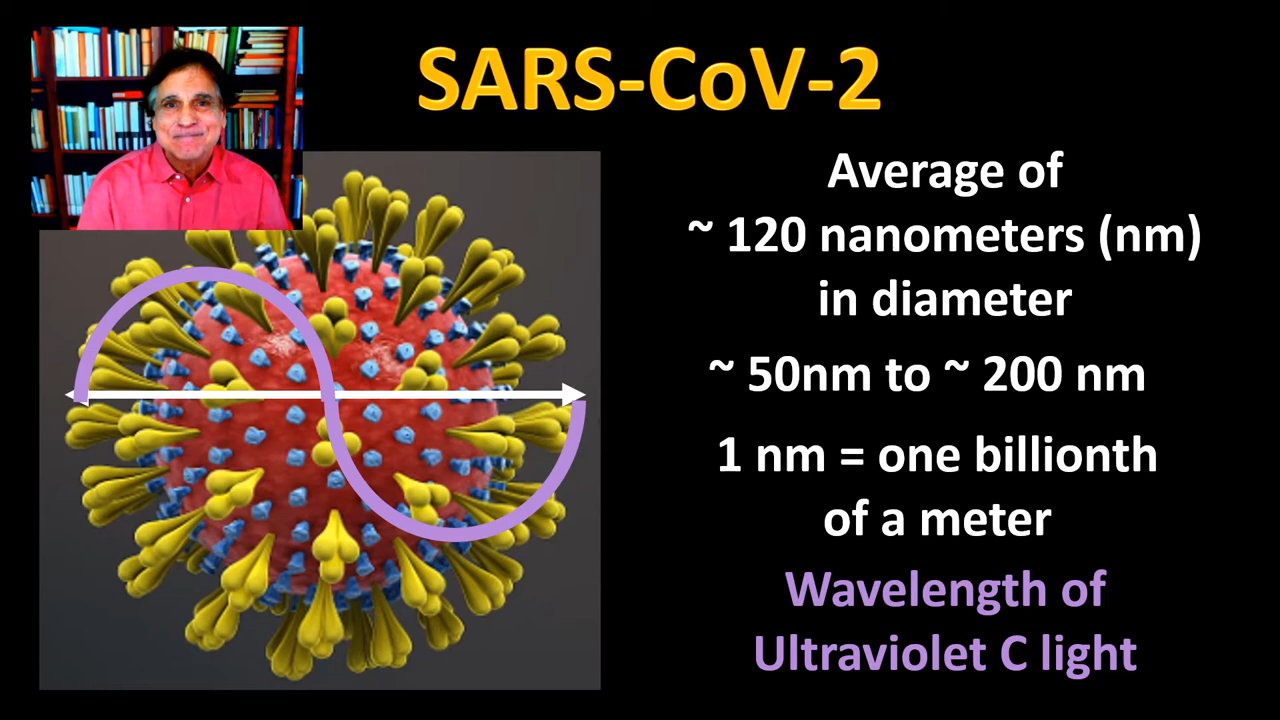 SARS-CoV-2
Average of
~ 120 nanometers (nm)
in diameter
~ 50nm to ~ 200 nm
1 nm = one billionth
of a meter
Wavelength of
Ultraviolet C light